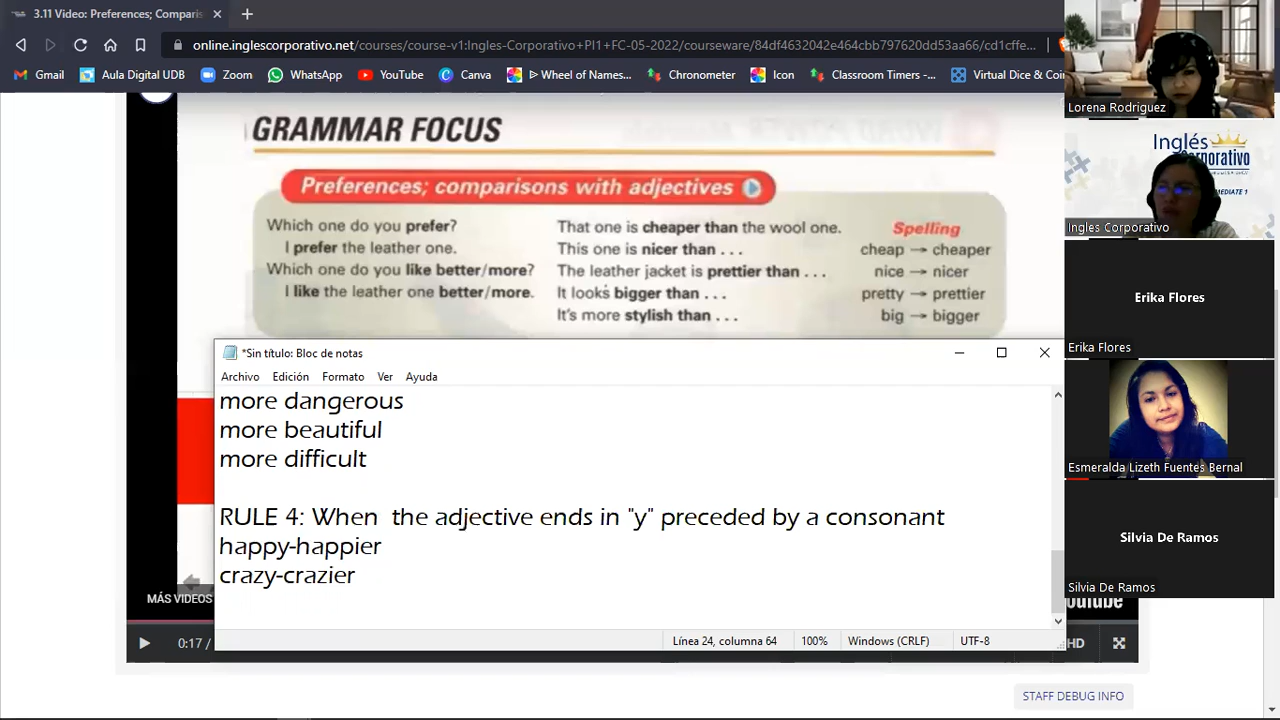 3.11 Video: Preferences; Comparis
online.inglescorporativo.net/courses/course-v1:Ingles-Corporativo+PI1+FC-05-2022/courseware/84df4632042e464cbb797620dd53aa66/cd1cffe...
Gmail Aula Digital UDB Zoom WhatsApp YouTube Canva ᐅ Wheel of Names... Chronometer Icon Classroom Timers -... Virtual Dice & Coi
GRAMMAR FOCUS
Preferences; comparisons with adjectives
Which one do you prefer?
I prefer the leather one.
Which one do you like better/more?
I like the leather one better/more.
That one is cheaper than the wool one.
This one is nicer than . . .
The leather jacket is prettier than . . .
It looks bigger than . . .
It's more stylish than . . .
Spelling
cheap → cheaper
nice → nicer
pretty → prettier
big → bigger
*Sin título: Bloc de notas
Archivo Edición Formato Ver Ayuda
more dangerous
more beautiful
more difficult
RULE 4: When  the adjective ends in "y" preceded by a consonant
happy-happier
crazy-crazier
Línea 24, columna 64 100% Windows (CRLF) UTF-8
MÁS VIDEOS
0:17 /
HD
STAFF DEBUG INFO
Lorena Rodriguez
Inglés
Corporativo
Ingles Corporativo
Erika Flores
Erika Flores
Esmeralda Lizeth Fuentes Bernal
Silvia De Ramos
Silvia De Ramos